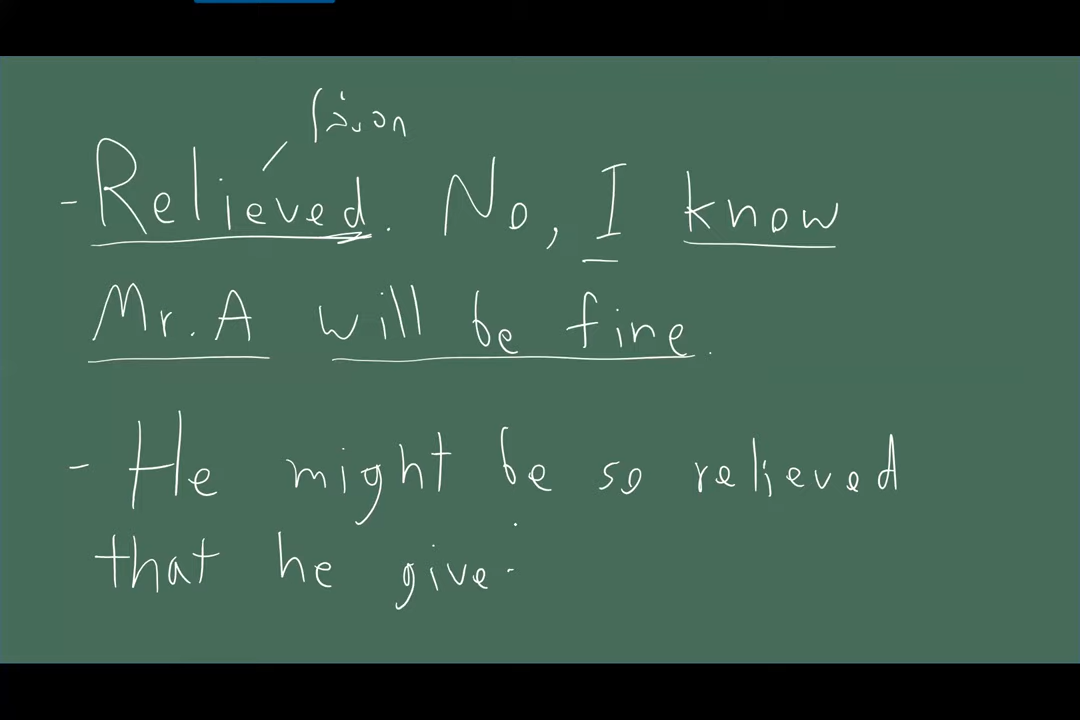 - Relieved. No, I know
Mr. A will be fine.
- He might be so relieved
that he give